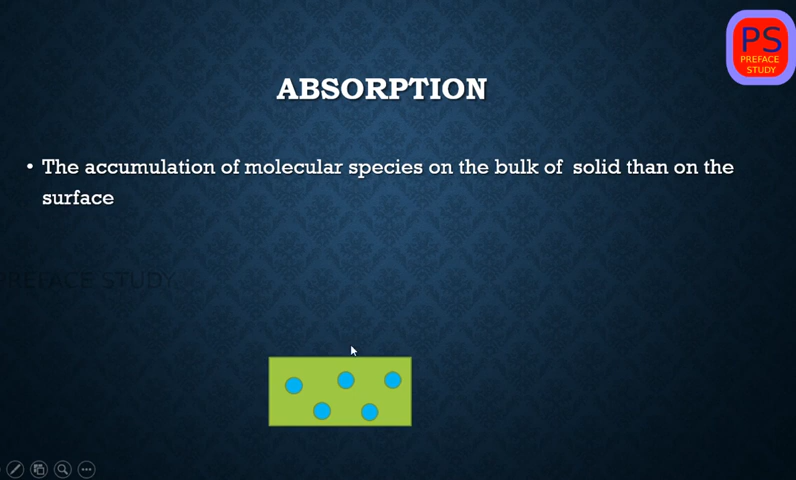 PS
PREFACE
STUDY
ABSORPTION
• The accumulation of molecular species on the bulk of solid than on the
surface
PREFACE STUDY